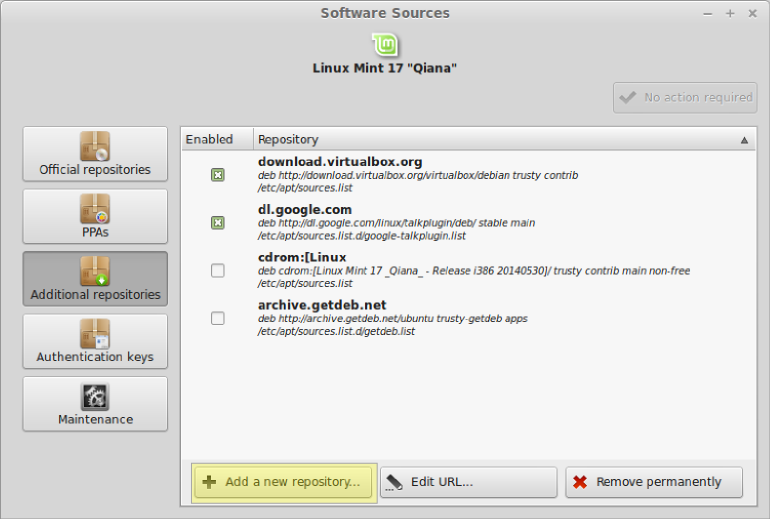 Software Sources
Linux Mint 17 "Qiana"
No action required
Official repositories
PPAs
Additional repositories
Authentication keys
Maintenance
Enabled Repository
download.virtualbox.org
deb http://download.virtualbox.org/virtualbox/debian trusty contrib
/etc/apt/sources.list
dl.google.com
deb http://dl.google.com/linux/talkplugin/deb/ stable main
/etc/apt/sources.list.d/google-talkplugin.list
cdrom:[Linux
deb cdrom:[Linux Mint 17 _Qiana_ - Release i386 20140530]/ trusty contrib main non-free
/etc/apt/sources.list
archive.getdeb.net
deb http://archive.getdeb.net/ubuntu trusty-getdeb apps
/etc/apt/sources.list.d/getdeb.list
Add a new repository... Edit URL... Remove permanently